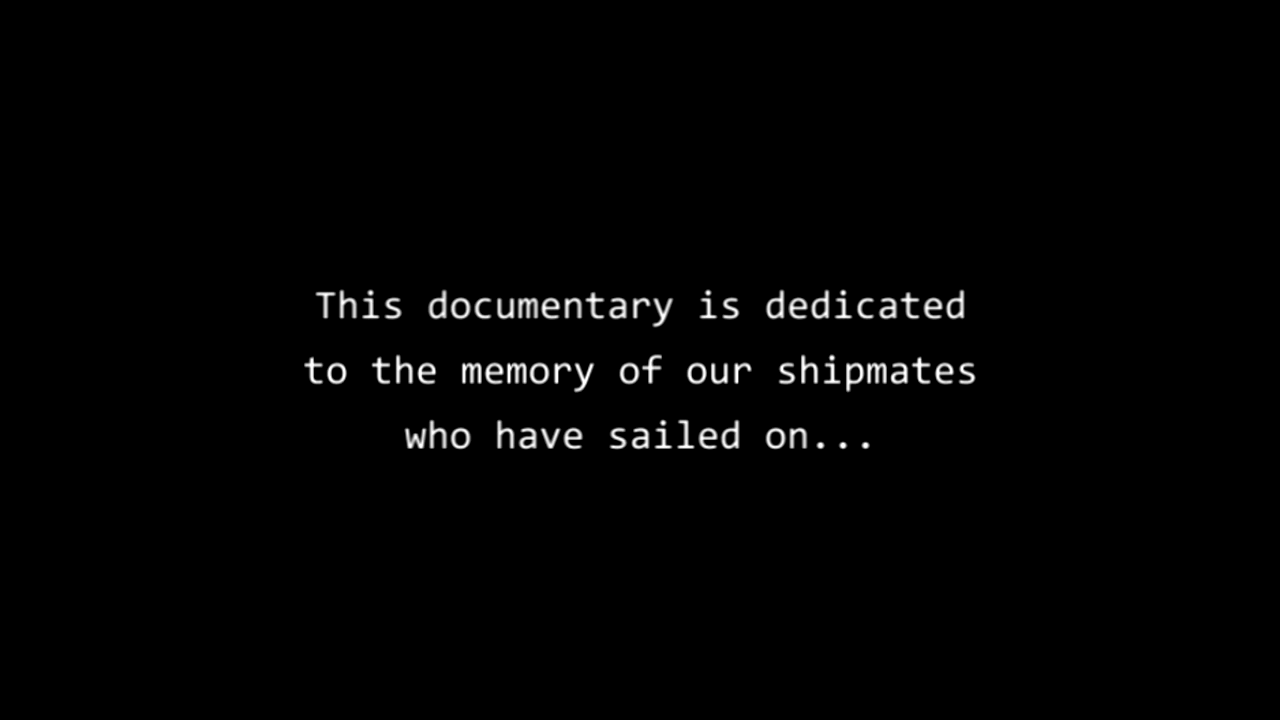 This documentary is dedicated
to the memory of our shipmates
who have sailed on...